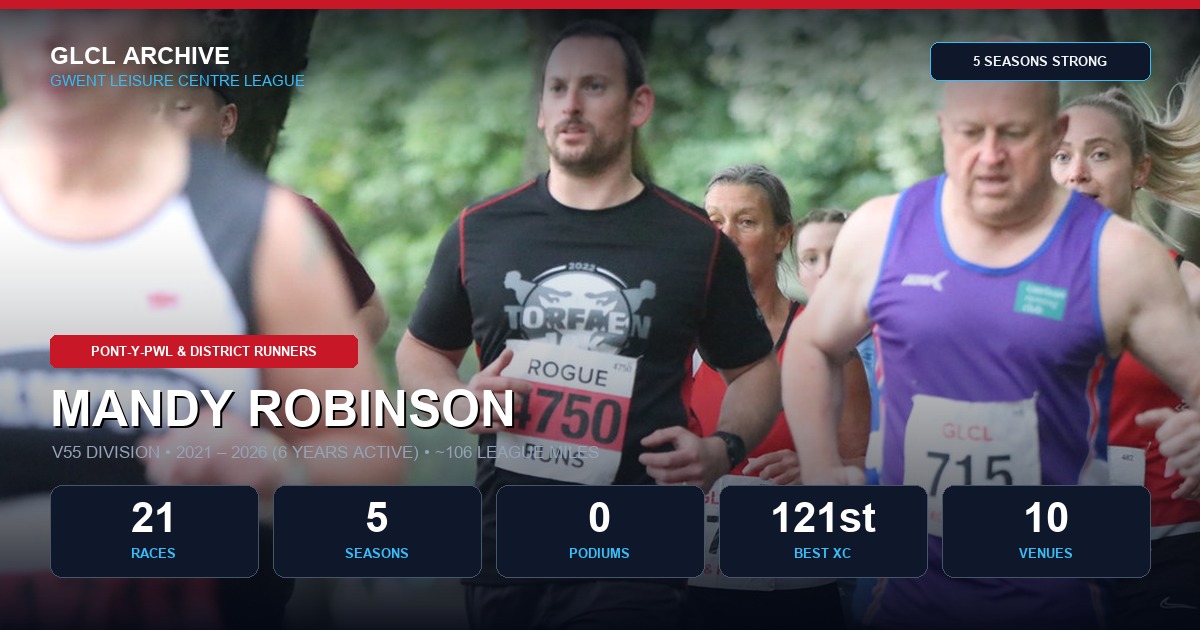 GLCL ARCHIVE
GWENT LEISURE CENTRE LEAGUE
5 SEASONS STRONG
2022
TORFAEN
ROGUE
4750
4750
RUNS
GLCL
715
PONT-Y-PWL & DISTRICT RUNNERS
MANDY ROBINSON
V55 DIVISION • 2021 – 2026 (6 YEARS ACTIVE) • ~106 LEAGUE MILES
21
RACES
5
SEASONS
0
PODIUMS
121st
BEST XC
10
VENUES